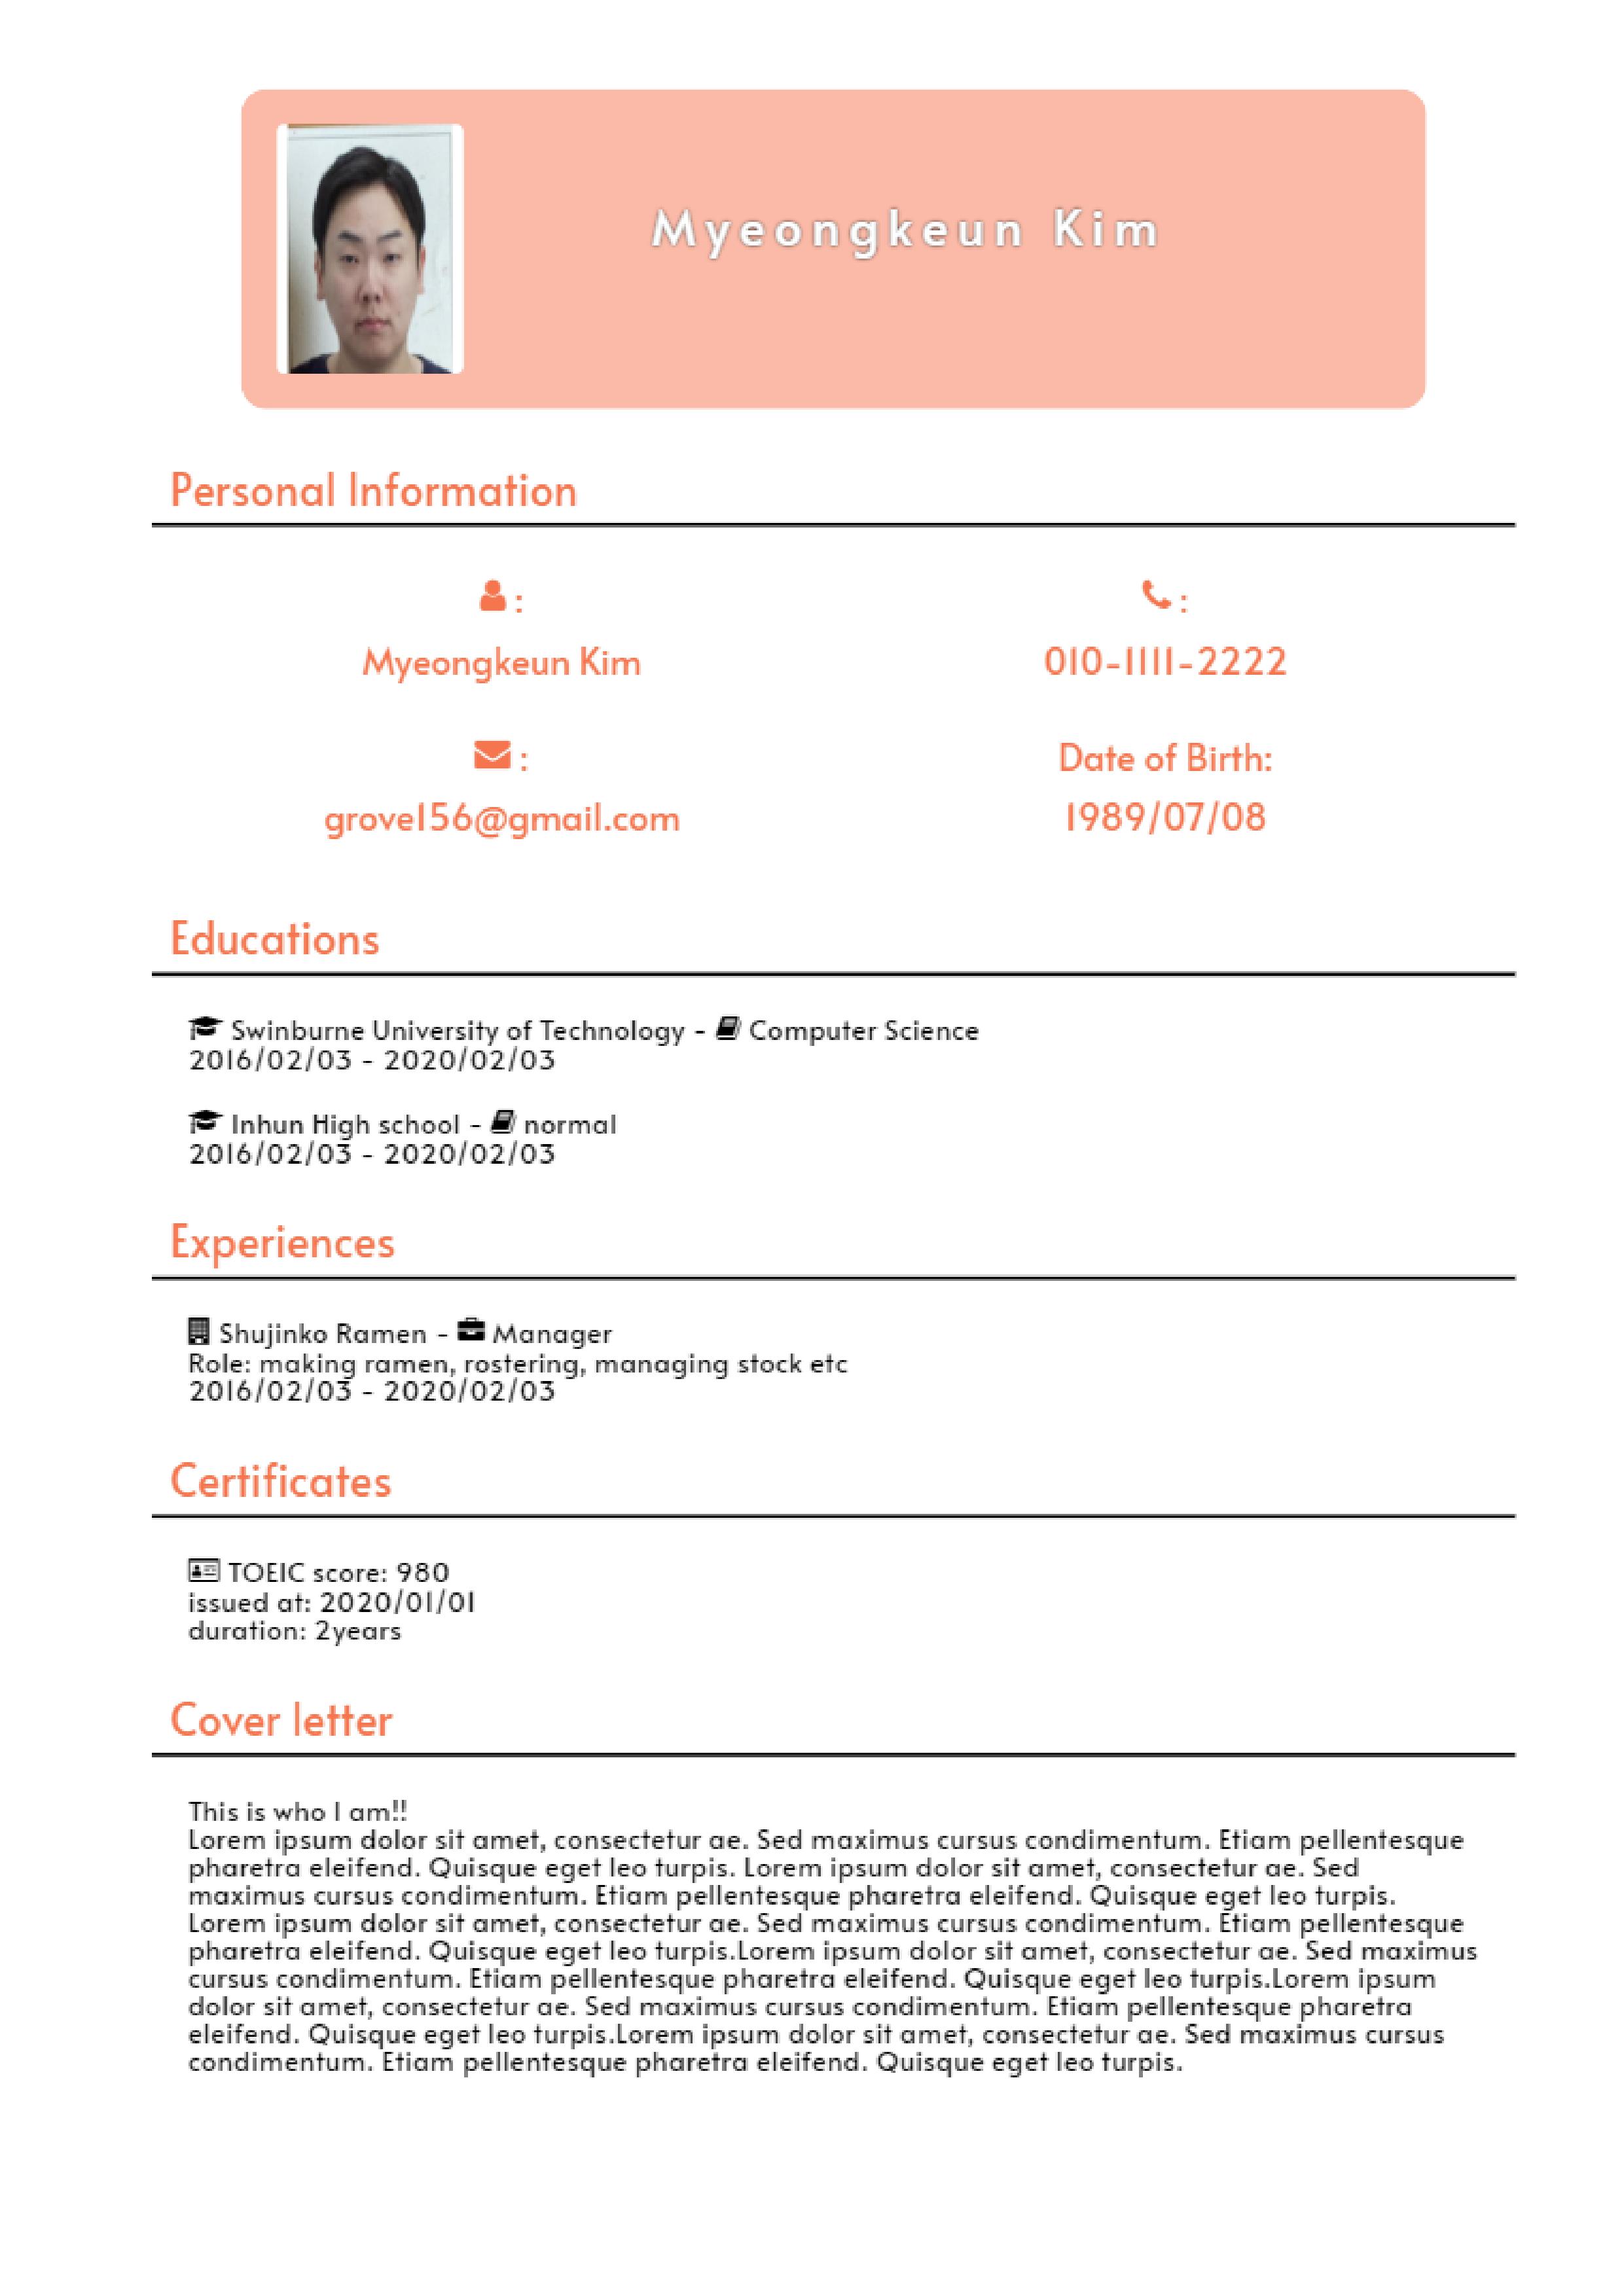 Myeongkeun Kim
Personal Information
:
Myeongkeun Kim
:
010-1111-2222
:
grove156@gmail.com
Date of Birth:
1989/07/08
Educations
Swinburne University of Technology - Computer Science
2016/02/03 - 2020/02/03
Inhun High school - normal
2016/02/03 - 2020/02/03
Experiences
Shujinko Ramen - Manager
Role: making ramen, rostering, managing stock etc
2016/02/03 - 2020/02/03
Certificates
TOEIC score: 980
issued at: 2020/01/01
duration: 2years
Cover letter
This is who I am!!
Lorem ipsum dolor sit amet, consectetur ae. Sed maximus cursus condimentum. Etiam pellentesque
pharetra eleifend. Quisque eget leo turpis. Lorem ipsum dolor sit amet, consectetur ae. Sed
maximus cursus condimentum. Etiam pellentesque pharetra eleifend. Quisque eget leo turpis.
Lorem ipsum dolor sit amet, consectetur ae. Sed maximus cursus condimentum. Etiam pellentesque
pharetra eleifend. Quisque eget leo turpis.Lorem ipsum dolor sit amet, consectetur ae. Sed maximus
cursus condimentum. Etiam pellentesque pharetra eleifend. Quisque eget leo turpis.Lorem ipsum
dolor sit amet, consectetur ae. Sed maximus cursus condimentum. Etiam pellentesque pharetra
eleifend. Quisque eget leo turpis.Lorem ipsum dolor sit amet, consectetur ae. Sed maximus cursus
condimentum. Etiam pellentesque pharetra eleifend. Quisque eget leo turpis.